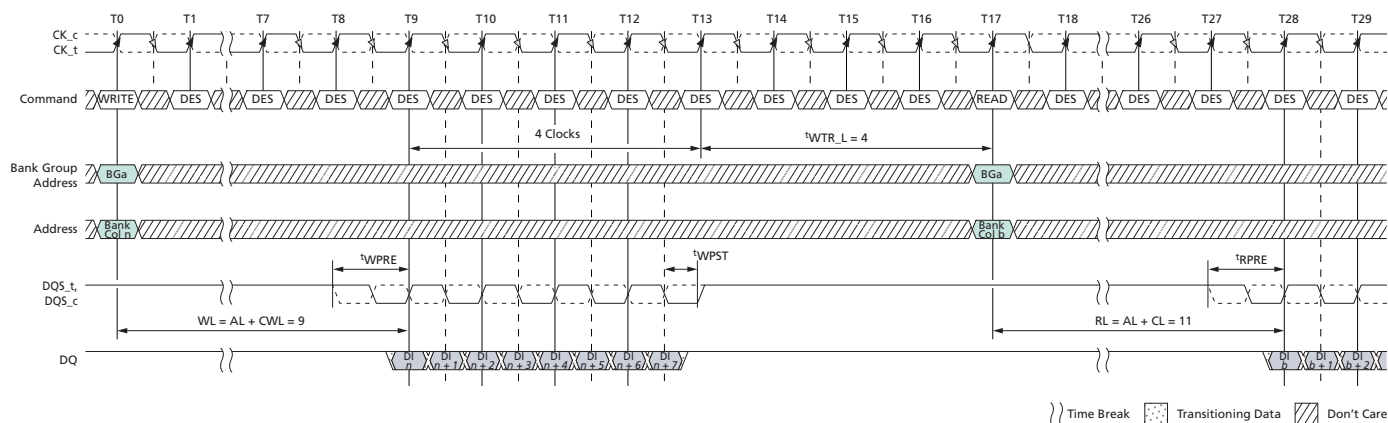 T0 T1 T7 T8 T9 T10 T11 T12 T13 T14 T15 T16 T17 T18 T26 T27 T28 T29
CK_c
CK_t
Command WRITE DES DES DES DES DES DES DES DES DES DES DES READ DES DES DES DES DES
4 Clocks tWTR_L = 4
Bank Group
Address BGa BGa
Address Bank
Col n Bank
Col b
tWPRE tWPST tRPRE
DQS_t,
DQS_c
WL = AL + CWL = 9 RL = AL + CL = 11
DQ DI
n DI
n + 1 DI
n + 2 DI
n + 3 DI
n + 4 DI
n + 5 DI
n + 6 DI
n + 7 DI
b DI
b + 1 DI
b + 2
Time Break Transitioning Data Don't Care